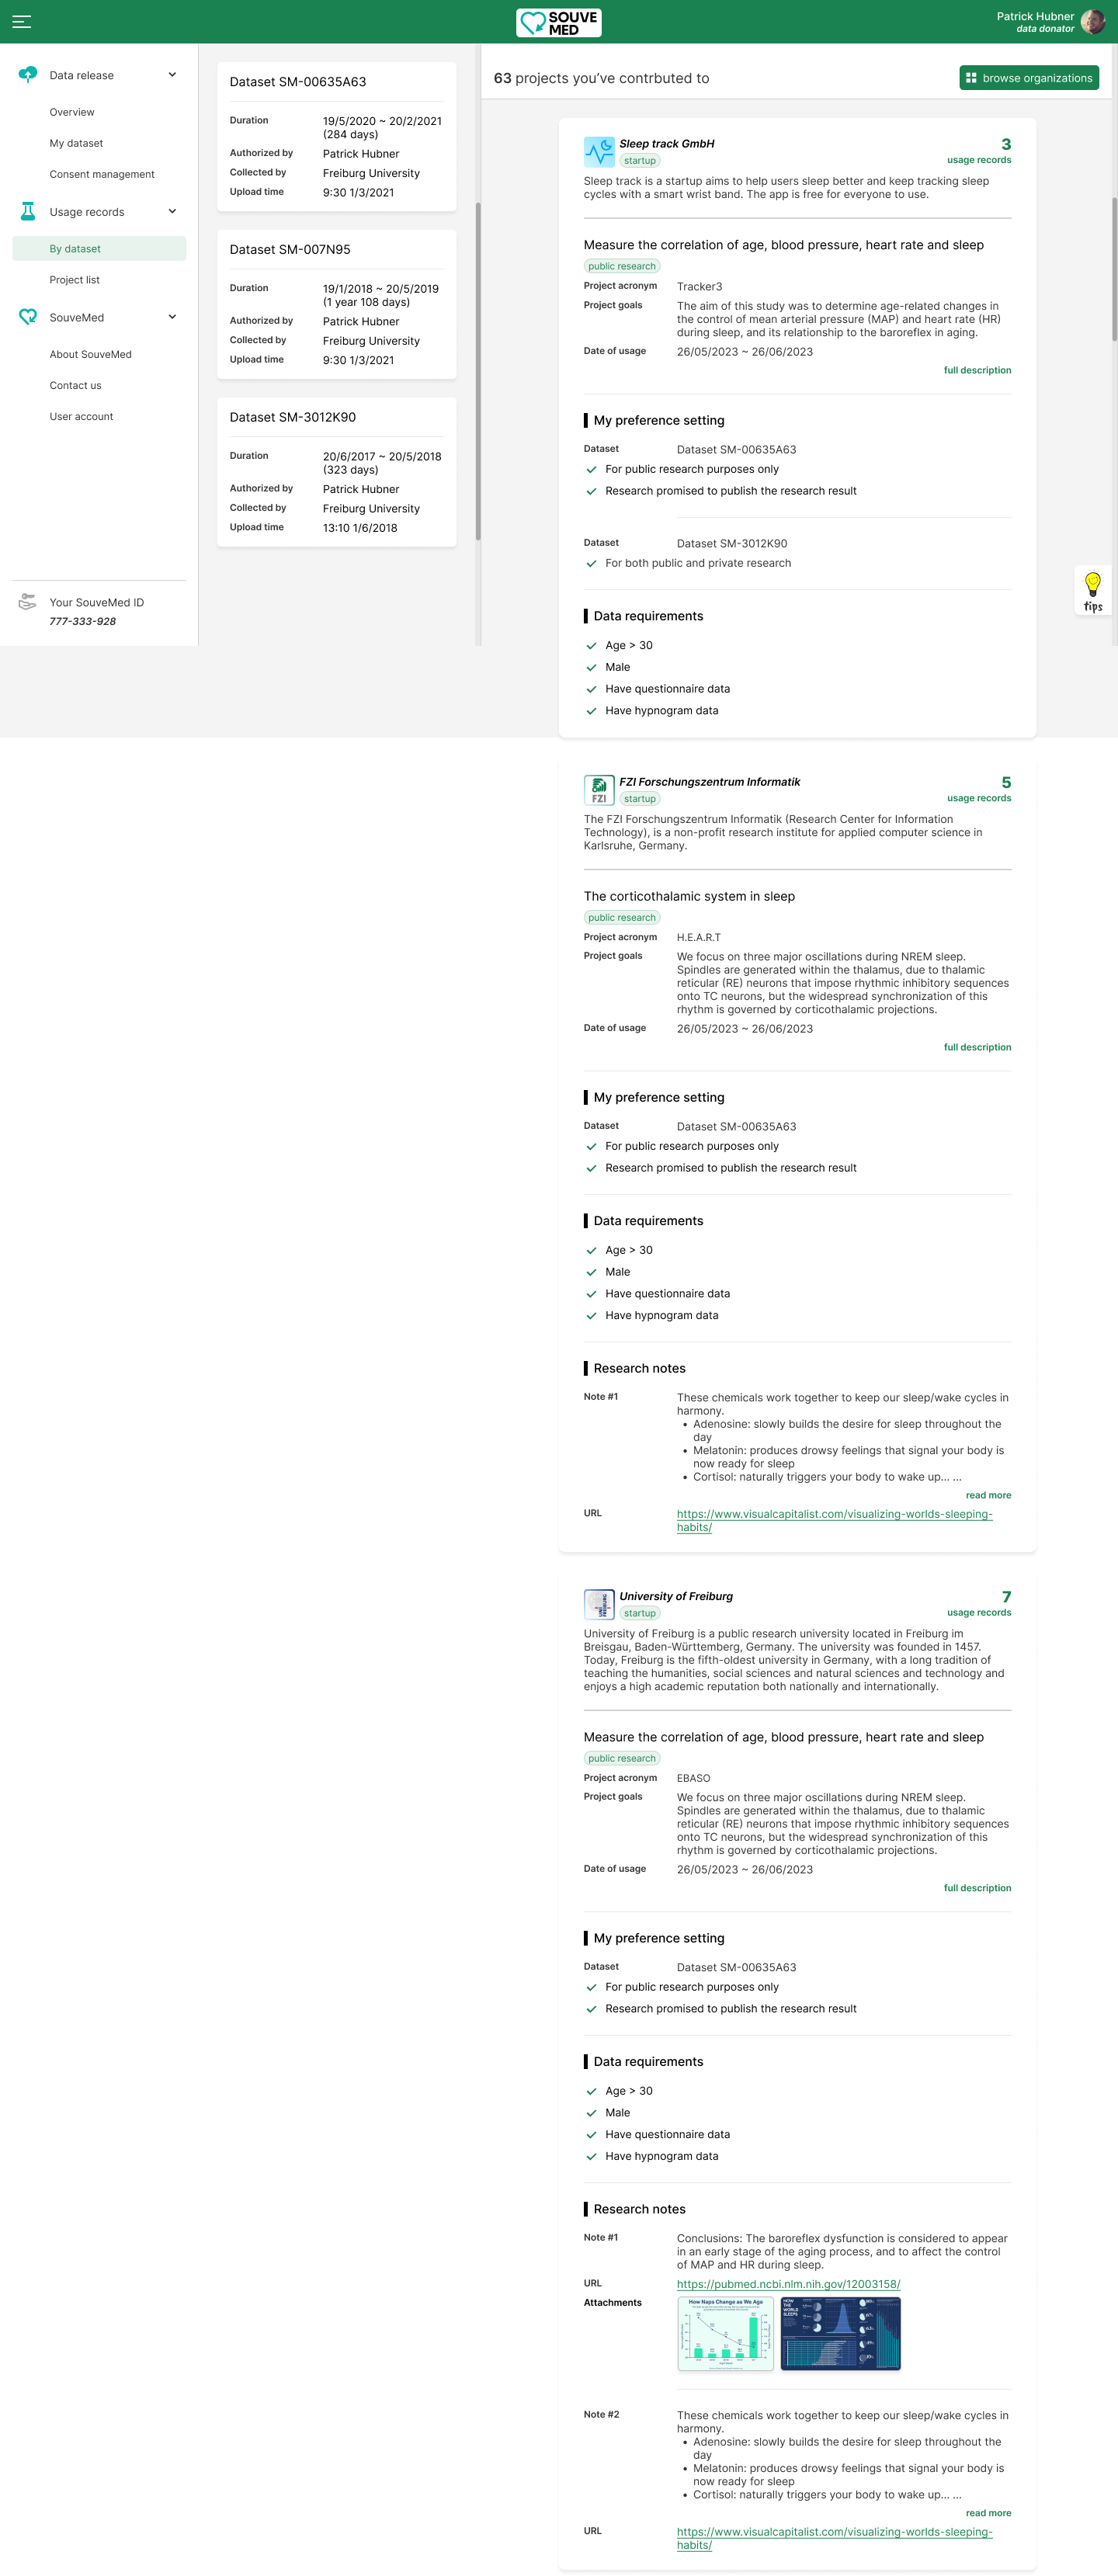 SOUVE
MED
Patrick Hubner
data donator
Data release
Overview
My dataset
Consent management
Usage records
By dataset
Project list
SouveMed
About SouveMed
Contact us
User account
Your SouveMed ID
777-333-928
Dataset SM-00635A63
Duration 19/5/2020 ~ 20/2/2021
(284 days)
Authorized by Patrick Hubner
Collected by Freiburg University
Upload time 9:30 1/3/2021
Dataset SM-007N95
Duration 19/1/2018 ~ 20/5/2019
(1 year 108 days)
Authorized by Patrick Hubner
Collected by Freiburg University
Upload time 9:30 1/3/2021
Dataset SM-3012K90
Duration 20/6/2017 ~ 20/5/2018
(323 days)
Authorized by Patrick Hubner
Collected by Freiburg University
Upload time 13:10 1/6/2018
63 projects you’ve contrbuted to
browse organizations
Sleep track GmbH
startup
3
usage records
Sleep track is a startup aims to help users sleep better and keep tracking sleep
cycles with a smart wrist band. The app is free for everyone to use.
Measure the correlation of age, blood pressure, heart rate and sleep
public research
Project acronym Tracker3
Project goals The aim of this study was to determine age-related changes in
the control of mean arterial pressure (MAP) and heart rate (HR)
during sleep, and its relationship to the baroreflex in aging.
Date of usage 26/05/2023 ~ 26/06/2023
full description
My preference setting
Dataset Dataset SM-00635A63
For public research purposes only
Research promised to publish the research result
Dataset Dataset SM-3012K90
For both public and private research
Data requirements
Age > 30
Male
Have questionnaire data
Have hypnogram data
tips
FZI
FZI Forschungszentrum Informatik
startup
5
usage records
The FZI Forschungszentrum Informatik (Research Center for Information
Technology), is a non-profit research institute for applied computer science in
Karlsruhe, Germany.
The corticothalamic system in sleep
public research
Project acronym H.E.A.R.T
Project goals We focus on three major oscillations during NREM sleep.
Spindles are generated within the thalamus, due to thalamic
reticular (RE) neurons that impose rhythmic inhibitory sequences
onto TC neurons, but the widespread synchronization of this
rhythm is governed by corticothalamic projections.
Date of usage 26/05/2023 ~ 26/06/2023
full description
My preference setting
Dataset Dataset SM-00635A63
For public research purposes only
Research promised to publish the research result
Data requirements
Age > 30
Male
Have questionnaire data
Have hypnogram data
Research notes
Note #1 These chemicals work together to keep our sleep/wake cycles in
harmony.
• Adenosine: slowly builds the desire for sleep throughout the
day
• Melatonin: produces drowsy feelings that signal your body is
now ready for sleep
• Cortisol: naturally triggers your body to wake up... ...
read more
URL https://www.visualcapitalist.com/visualizing-worlds-sleeping-
habits/
University of Freiburg
startup
7
usage records
University of Freiburg is a public research university located in Freiburg im
Breisgau, Baden-Württemberg, Germany. The university was founded in 1457.
Today, Freiburg is the fifth-oldest university in Germany, with a long tradition of
teaching the humanities, social sciences and natural sciences and technology and
enjoys a high academic reputation both nationally and internationally.
Measure the correlation of age, blood pressure, heart rate and sleep
public research
Project acronym EBASO
Project goals We focus on three major oscillations during NREM sleep.
Spindles are generated within the thalamus, due to thalamic
reticular (RE) neurons that impose rhythmic inhibitory sequences
onto TC neurons, but the widespread synchronization of this
rhythm is governed by corticothalamic projections.
Date of usage 26/05/2023 ~ 26/06/2023
full description
My preference setting
Dataset Dataset SM-00635A63
For public research purposes only
Research promised to publish the research result
Data requirements
Age > 30
Male
Have questionnaire data
Have hypnogram data
Research notes
Note #1 Conclusions: The baroreflex dysfunction is considered to appear
in an early stage of the aging process, and to affect the control
of MAP and HR during sleep.
URL https://pubmed.ncbi.nlm.nih.gov/12003158/
Attachments
How Naps Change as We Age
HOW
THE
WORLD
SLEEPS
Note #2 These chemicals work together to keep our sleep/wake cycles in
harmony.
• Adenosine: slowly builds the desire for sleep throughout the
day
• Melatonin: produces drowsy feelings that signal your body is
now ready for sleep
• Cortisol: naturally triggers your body to wake up... ...
read more
URL https://www.visualcapitalist.com/visualizing-worlds-sleeping-
habits/